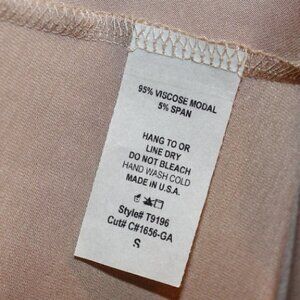 95% VISCOSE MODAL
5% SPAN
HANG TO OR
LINE DRY
DO NOT BLEACH
HAND WASH COLD
MADE IN U.S.A.
Style# T9196
Cut# C#1656-GA
S